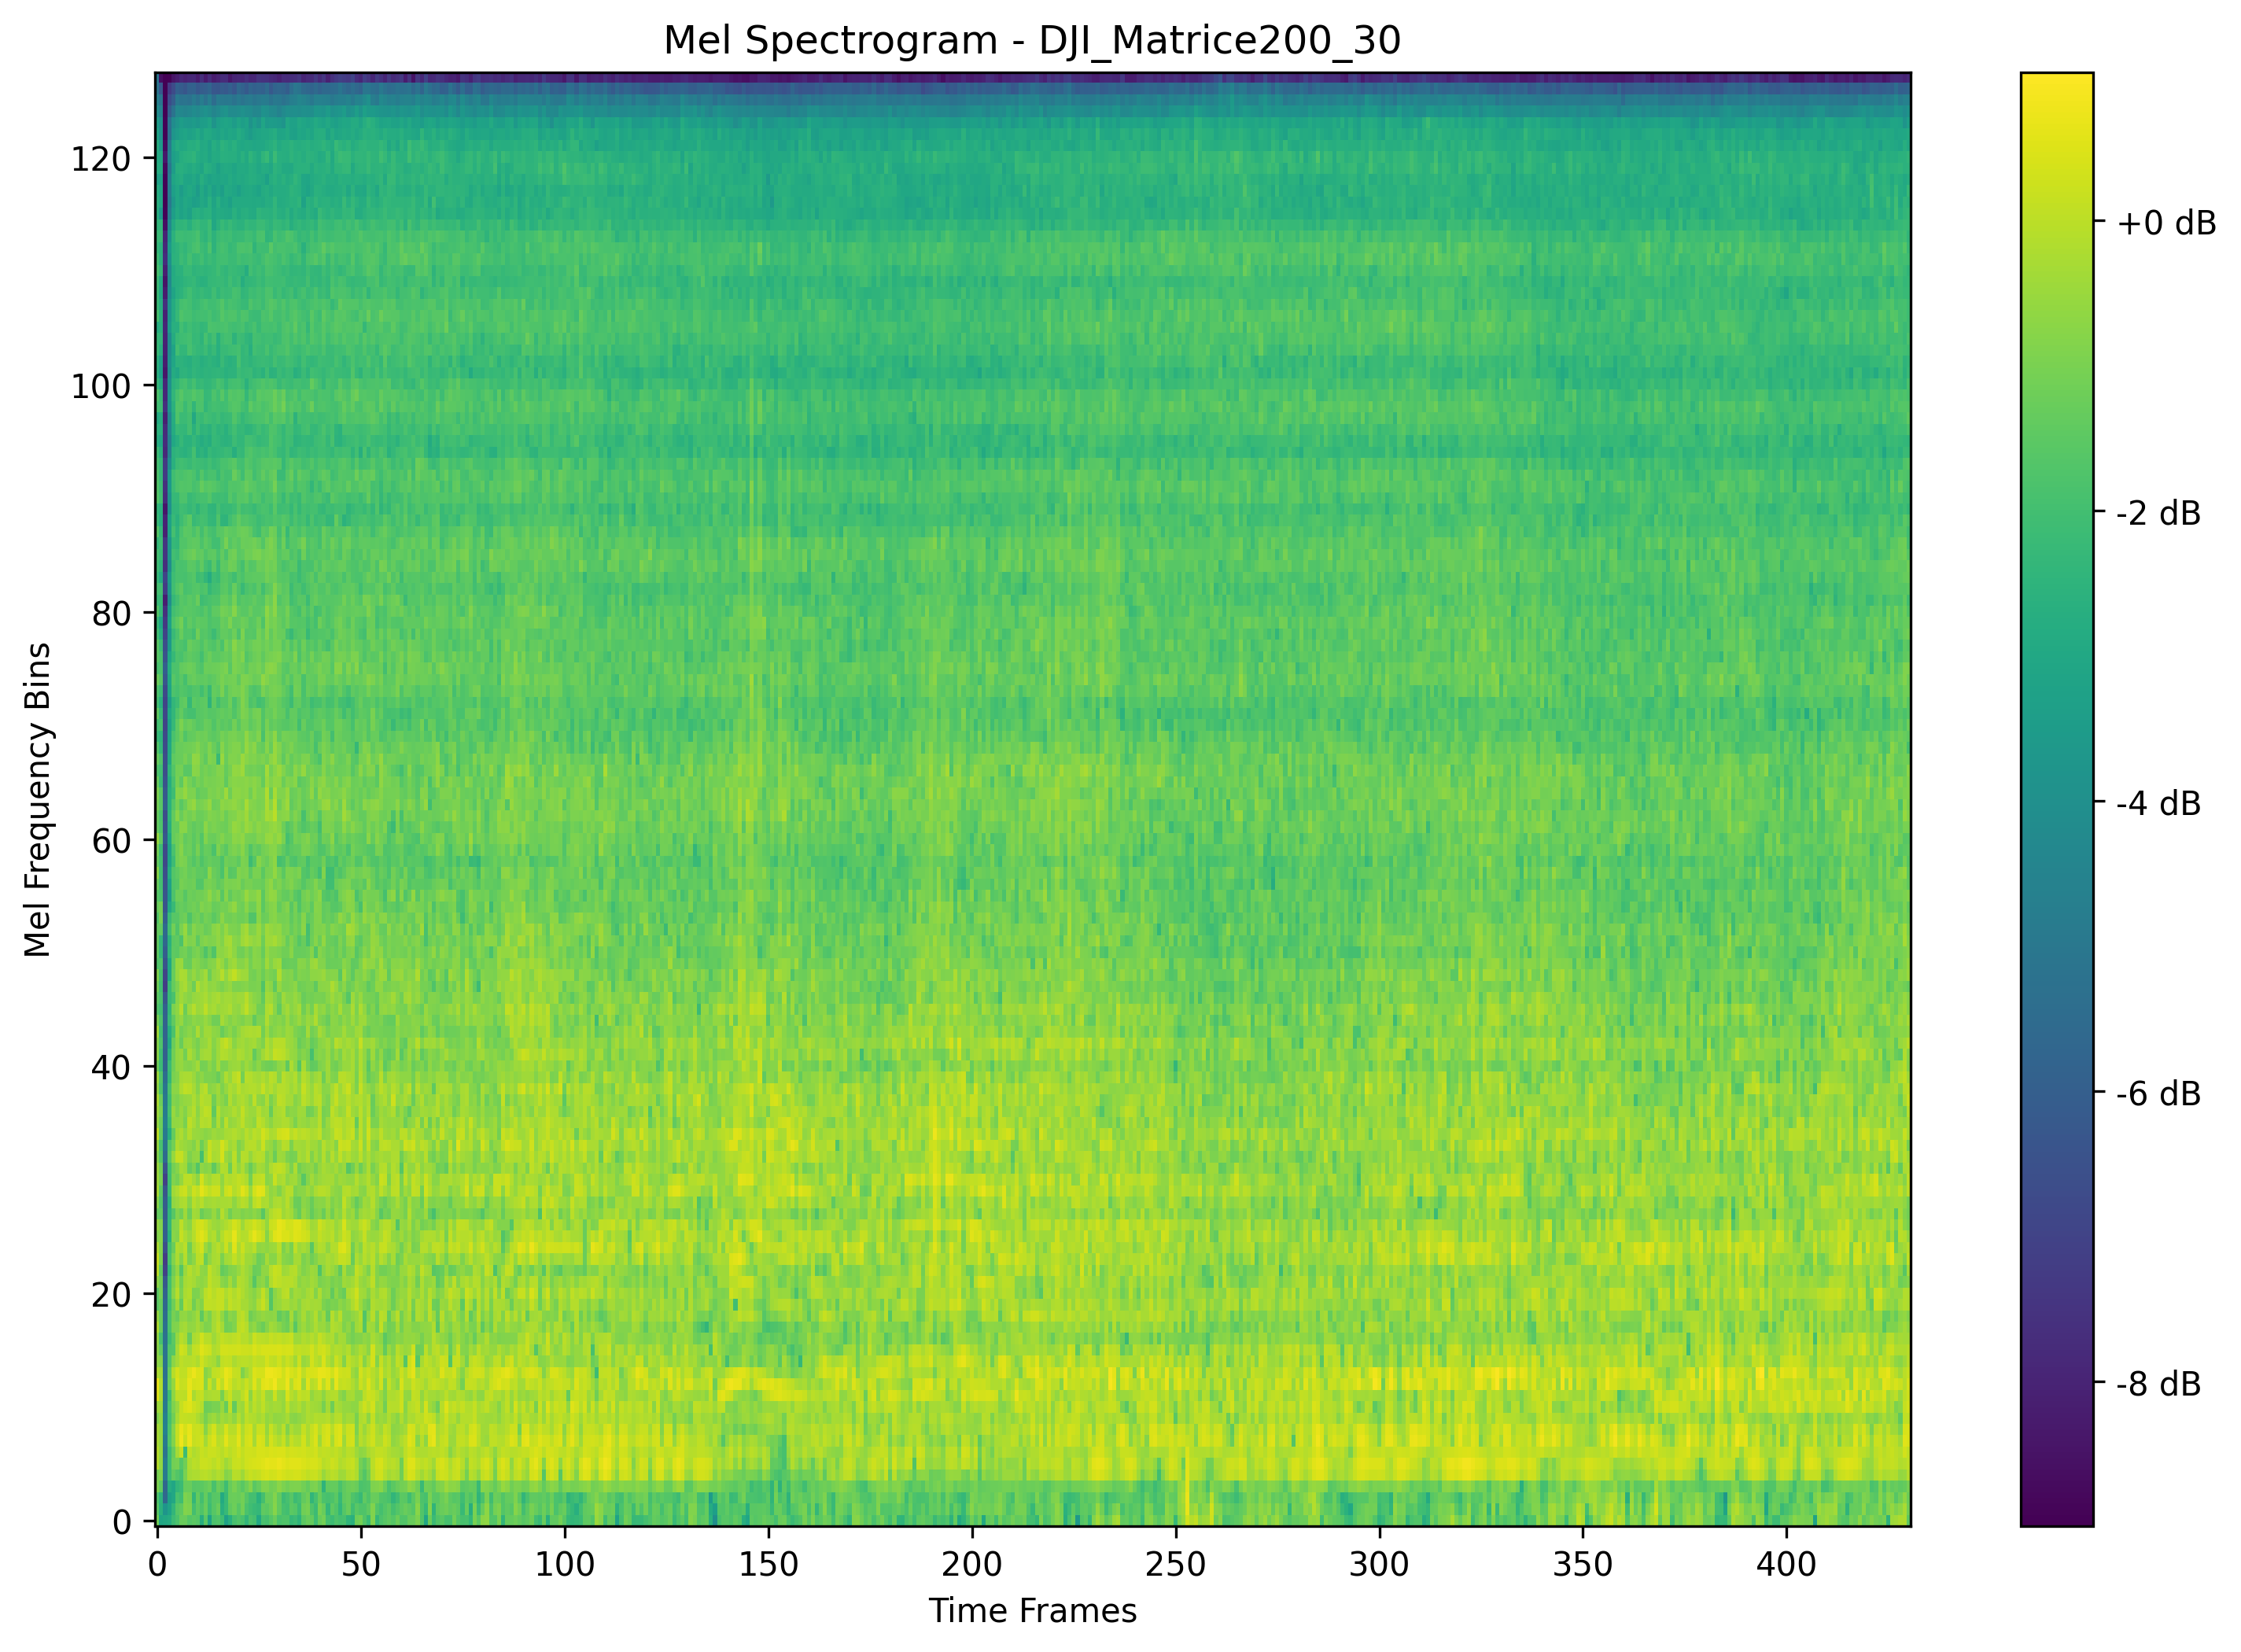 Mel Spectrogram - DJI_Matrice200_30
Mel Frequency Bins
120
100
80
60
40
20
0
0 50 100 150 200 250 300 350 400
Time Frames
+0 dB
-2 dB
-4 dB
-6 dB
-8 dB